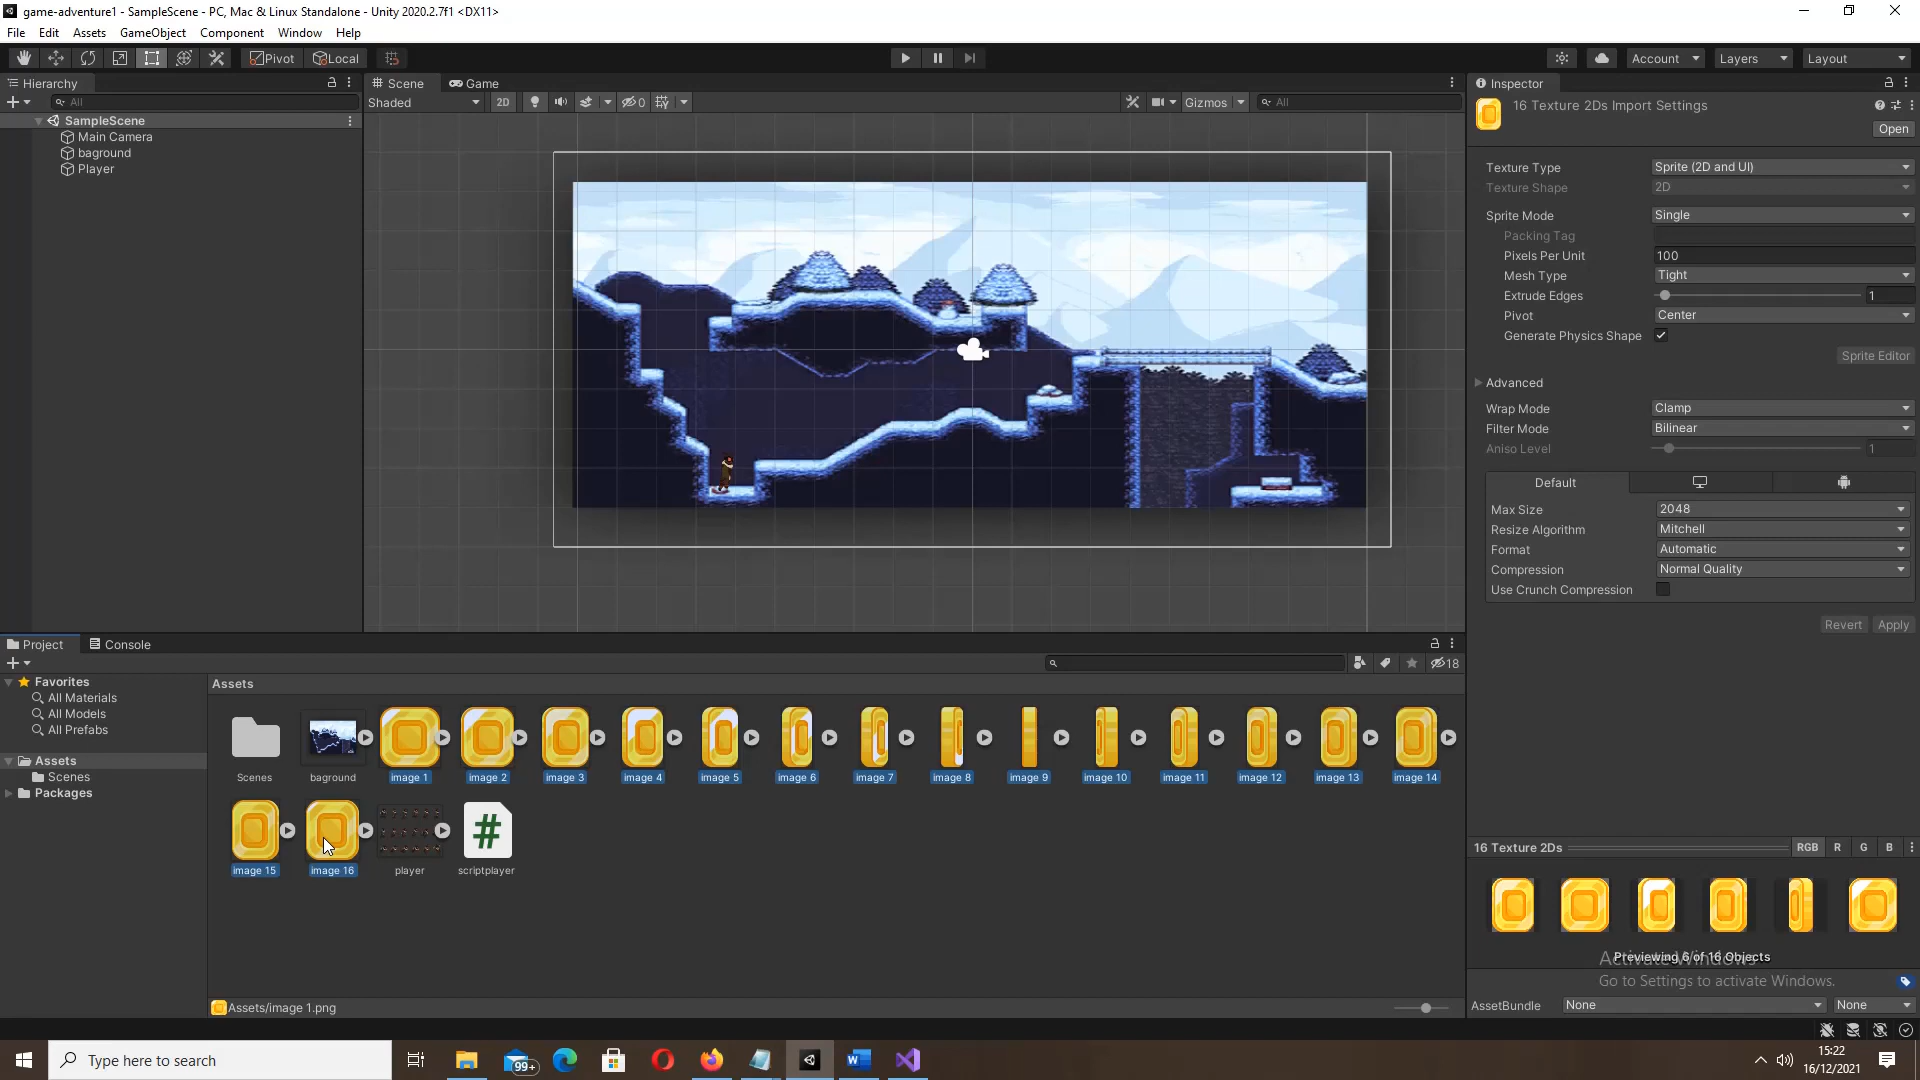 game-adventure1 - SampleScene - PC, Mac & Linux Standalone - Unity 2020.2.7f1 <DX11>
File Edit Assets GameObject Component Window Help
Pivot Local Account Layers Layout
Hierarchy
All
SampleScene
Main Camera
baground
Player
Scene Game
Shaded 2D 0 Gizmos All
Inspector
16 Texture 2Ds Import Settings
Open
Texture Type Sprite (2D and UI)
Texture Shape 2D
Sprite Mode Single
Packing Tag
Pixels Per Unit 100
Mesh Type Tight
Extrude Edges 1
Pivot Center
Generate Physics Shape
Sprite Editor
Advanced
Wrap Mode Clamp
Filter Mode Bilinear
Aniso Level 1
Default
Max Size 2048
Resize Algorithm Mitchell
Format Automatic
Compression Normal Quality
Use Crunch Compression
Revert Apply
Project Console
18
Favorites
All Materials
All Models
All Prefabs
Assets
Scenes
Packages
Assets
Scenes baground image 1 image 2 image 3 image 4 image 5 image 6 image 7 image 8 image 9 image 10 image 11 image 12 image 13 image 14
image 15 image 16 player scriptplayer
#
Assets/image 1.png
16 Texture 2Ds RGB R G B
Previewing 6 of 16 Objects
Activate Windows
Go to Settings to activate Windows.
AssetBundle None None
Type here to search
99+
15:22
16/12/2021